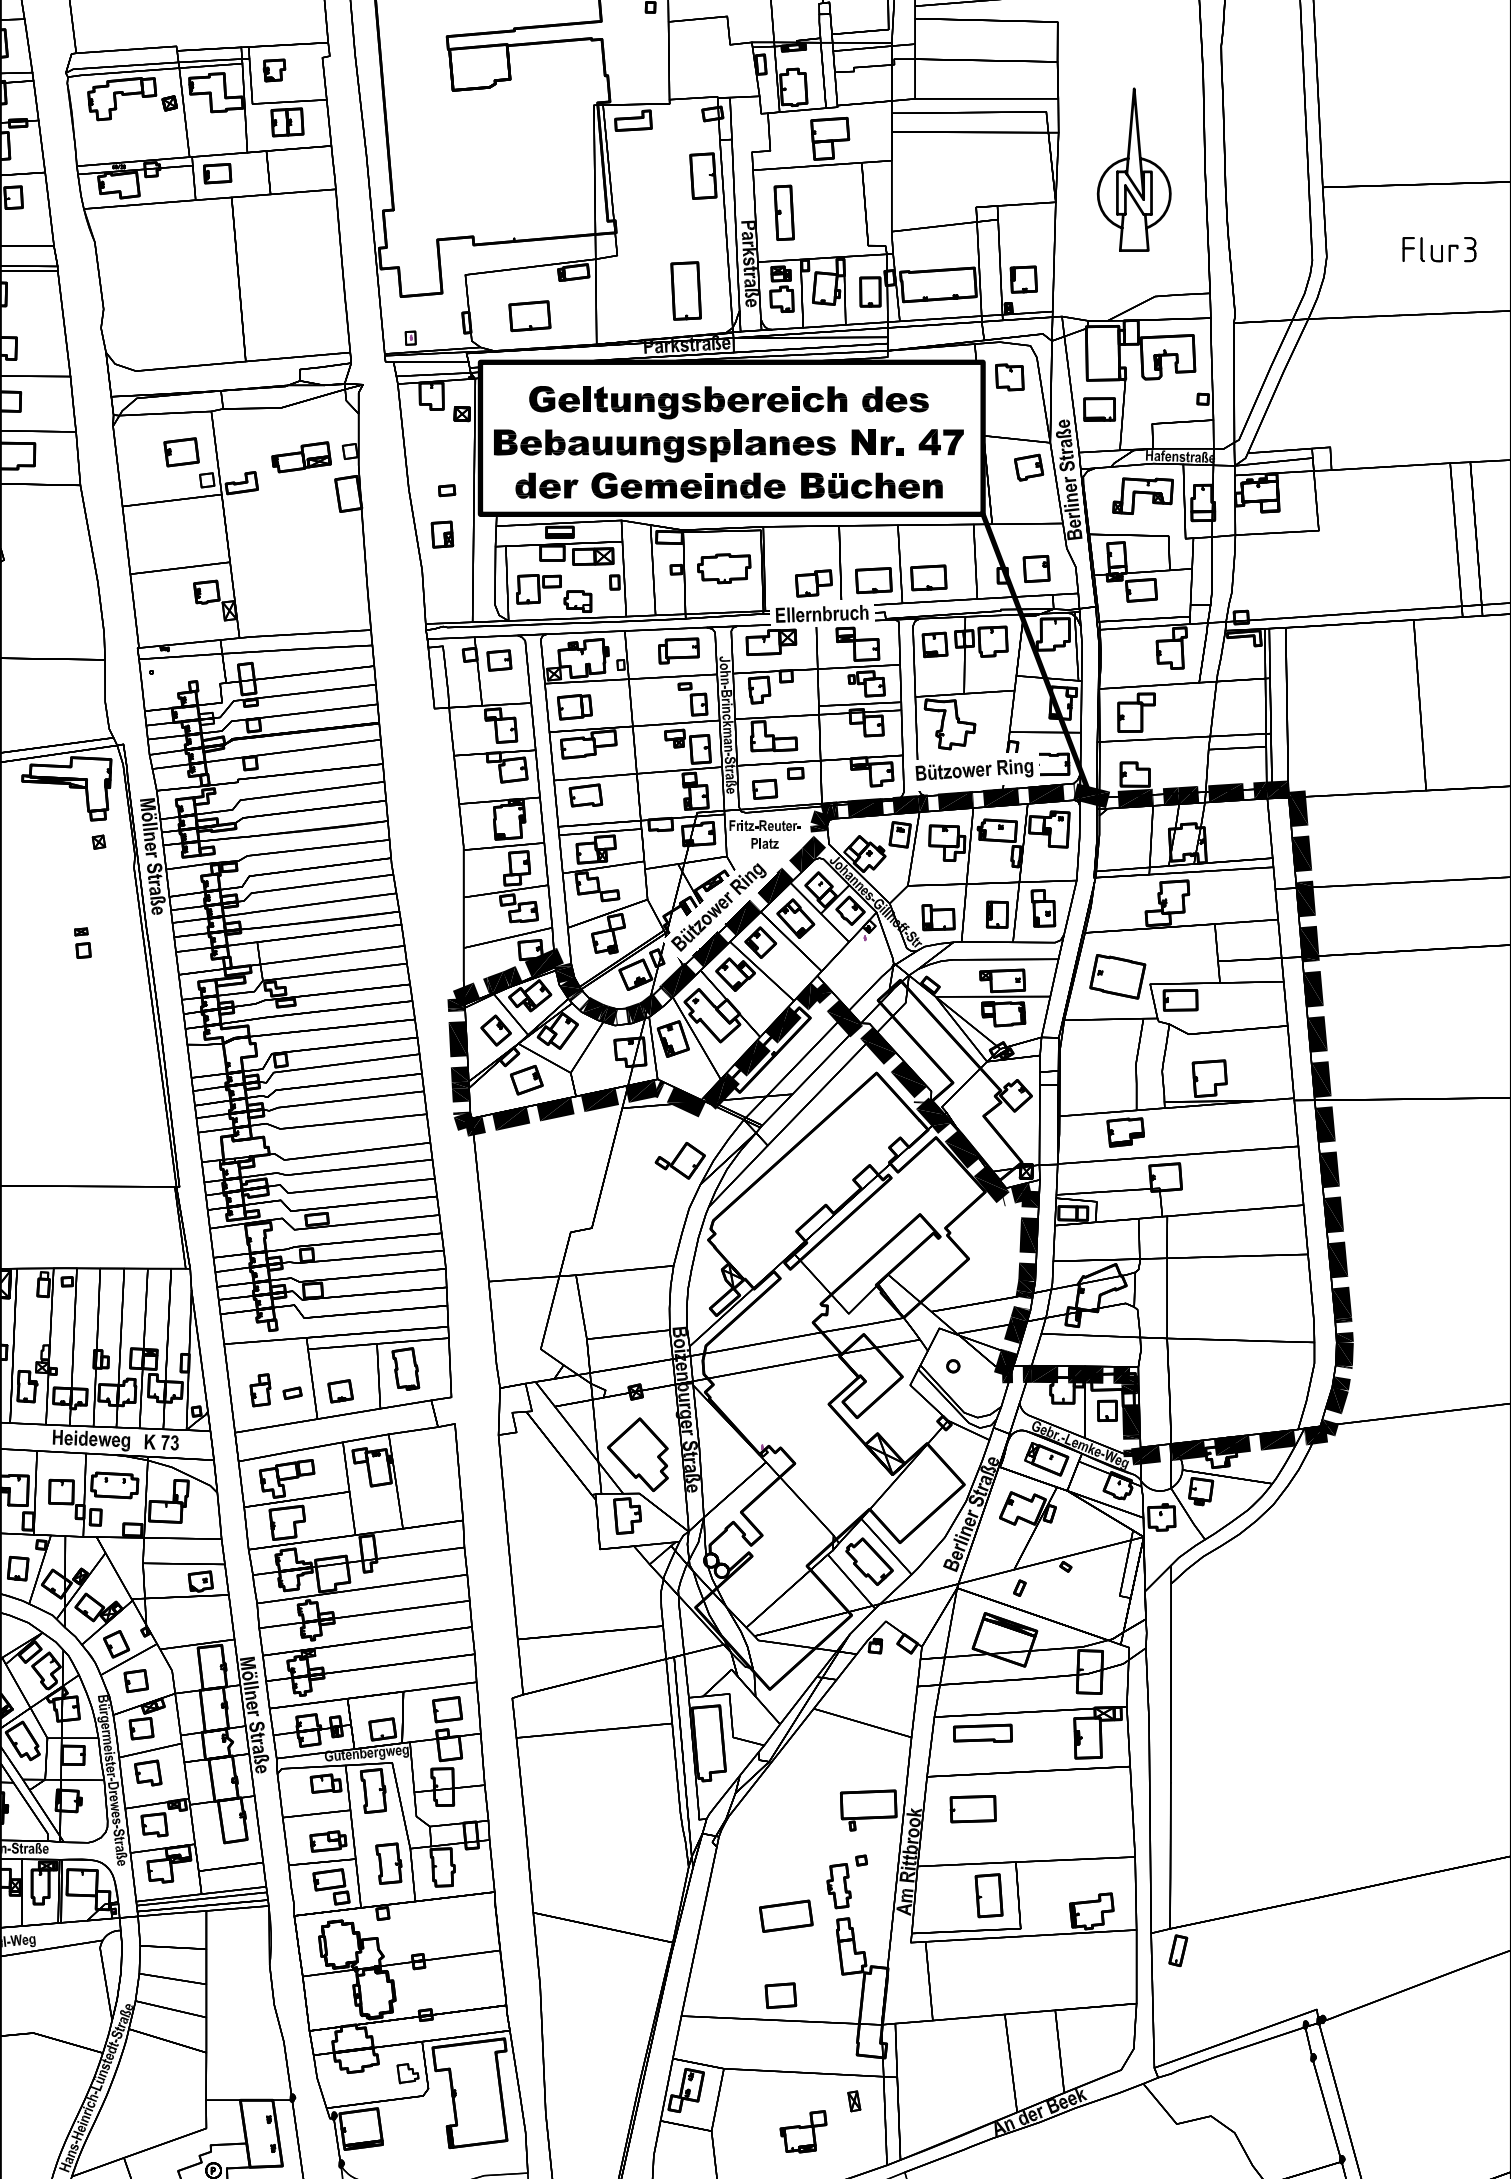 N
Flur3
Parkstraße
Parkstraße
Geltungsbereich des
Bebauungsplanes Nr. 47
der Gemeinde Büchen
Berliner Straße
Hafenstraße
Ellernbruch
John-Brinckman-Straße
Bützower Ring
Möllner Straße
Fritz-Reuter-
Platz
Johannes-Gillhoff-Str
Bützower Ring
Boizenburger Straße
Heideweg K 73
Gebr.-Lemke-Weg
Berliner Straße
Möllner Straße
Bürgermeister-Drewes-Straße
Gutenbergweg
Am Rittbrook
n-Straße
l-Weg
Hans-Heinrich-Lunstedt-Straße
An der Beek
P